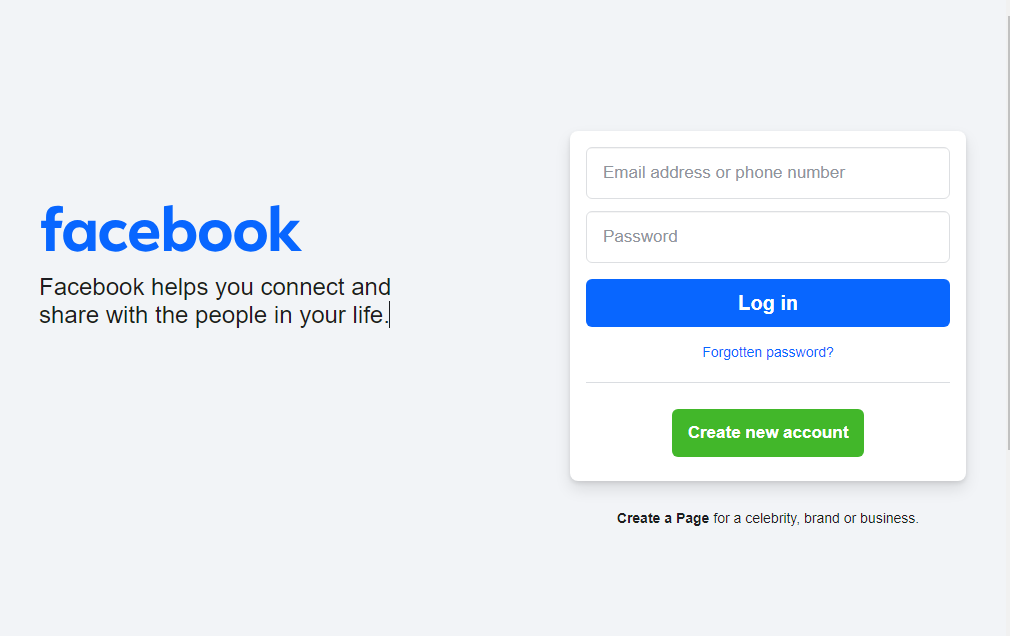 facebook
Facebook helps you connect and
share with the people in your life.
Email address or phone number
Password
Log in
Forgotten password?
Create new account
Create a Page for a celebrity, brand or business.